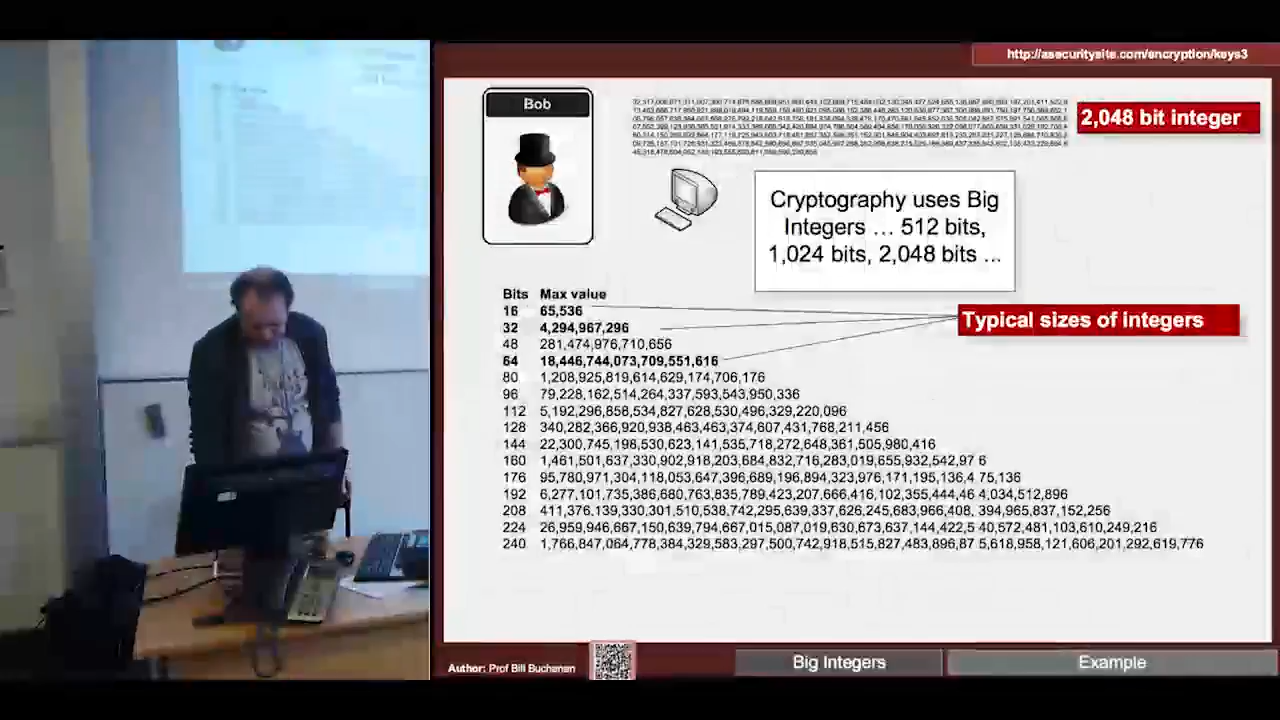 http://asecuritysite.com/encryption/keys3
Bob
2,048 bit integer
Cryptography uses Big
Integers ... 512 bits,
1,024 bits, 2,048 bits ...
Bits Max value
16 65,536
32 4,294,967,296
48 281,474,976,710,656
64 18,446,744,073,709,551,616
Typical sizes of integers
80 1,208,925,819,614,629,174,706,176
96 79,228,162,514,264,337,593,543,950,336
112 5,192,296,858,534,827,628,530,496,329,220,096
128 340,282,366,920,938,463,463,374,607,431,768,211,456
144 22,300,745,198,530,623,141,535,718,272,648,361,505,980,416
160 1,461,501,637,330,902,918,203,684,832,716,283,019,655,932,542,97 6
176 95,780,971,304,118,053,647,396,689,196,894,323,976,171,195,136,4 75,136
192 6,277,101,735,386,680,763,835,789,423,207,666,416,102,355,444,46 4,034,512,896
208 411,376,139,330,301,510,538,742,295,639,337,626,245,683,966,408, 394,965,837,152,256
224 26,959,946,667,150,639,794,667,015,087,019,630,673,637,144,422,5 40,572,481,103,610,249,216
240 1,766,847,064,778,384,329,583,297,500,742,918,515,827,483,896,87 5,618,958,121,606,201,292,619,776
Author: Prof Bill Buchanan
Big Integers
Example